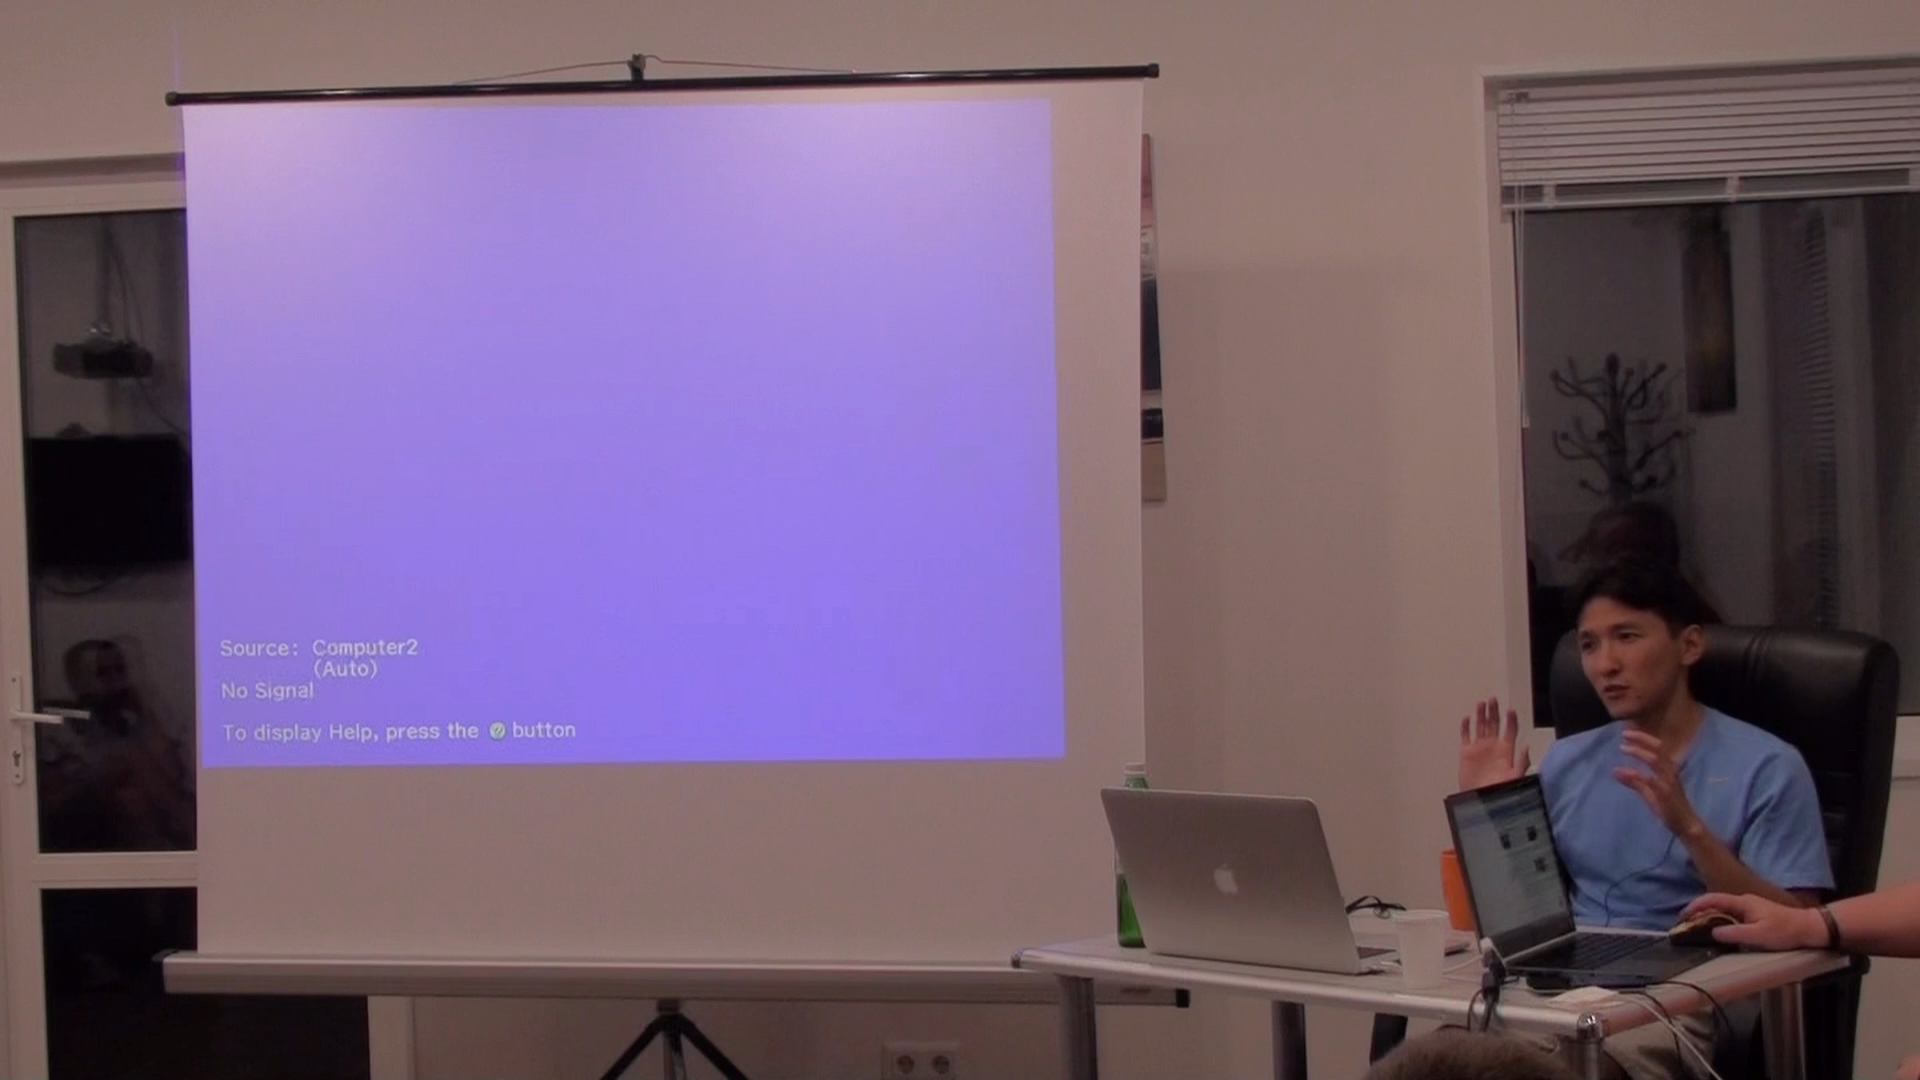 Source: Computer2
(Auto)
No Signal
To display Help, press the ? button